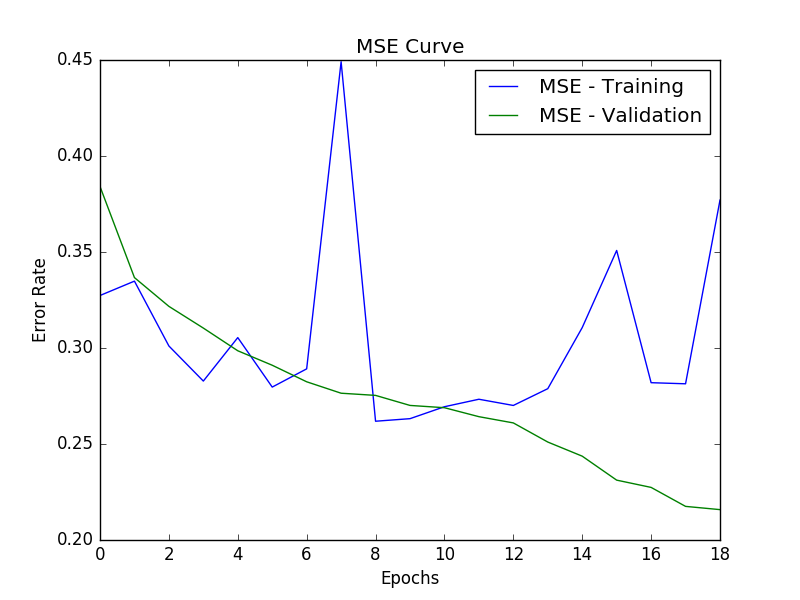 MSE Curve
MSE - Training
MSE - Validation
0.45
0.40
0.35
0.30
0.25
0.20
Error Rate
0 2 4 6 8 10 12 14 16 18
Epochs